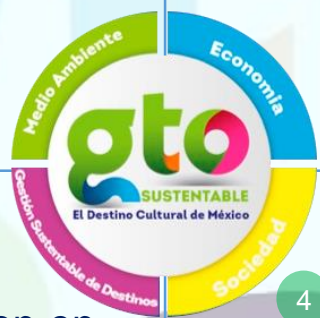 Medio Ambiente
Economía
gto
SUSTENTABLE
El Destino Cultural de México
Gestión Sustentable de Destinos
Sociedad
4